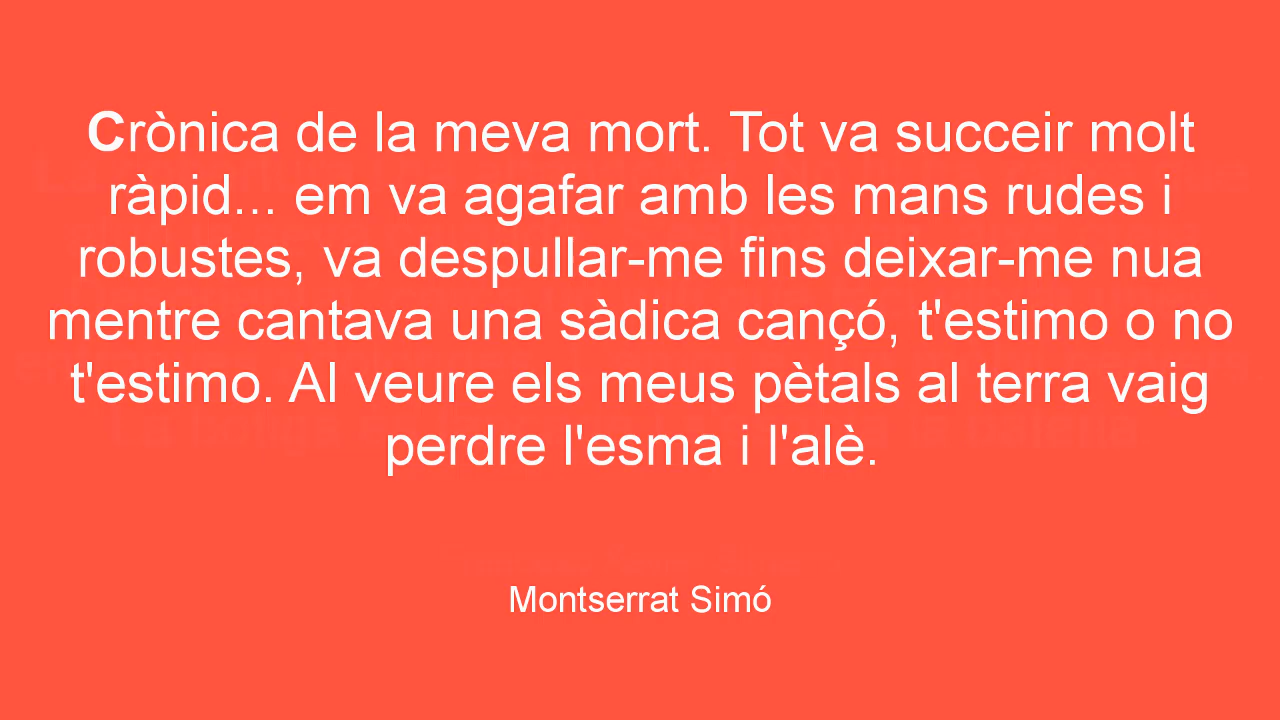 Crònica de la meva mort. Tot va succeir molt
ràpid... em va agafar amb les mans rudes i
robustes, va despullar-me fins deixar-me nua
mentre cantava una sàdica cançó, t'estimo o no
t'estimo. Al veure els meus pètals al terra vaig
perdre l'esma i l'alè.
Montserrat Simó